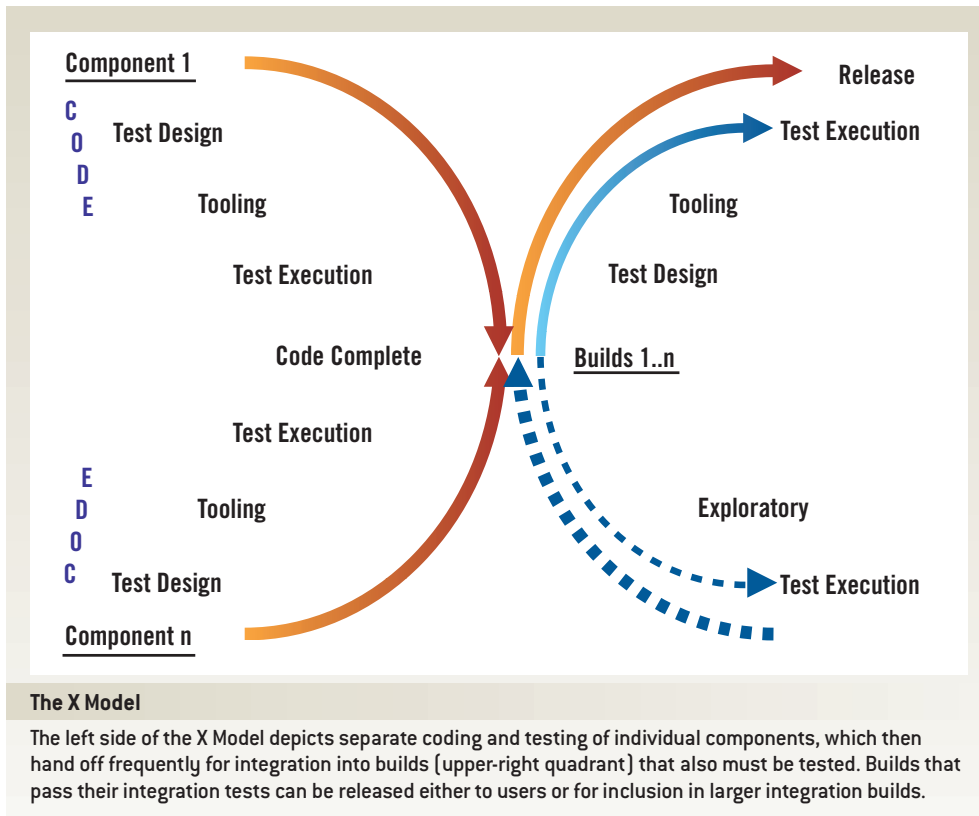 Component 1
CODE
Test Design
Tooling
Test Execution
Code Complete
Test Execution
Tooling
EDOC
Test Design
Component n
Release
Test Execution
Tooling
Test Design
Builds 1..n
Exploratory
Test Execution
The X Model
The left side of the X Model depicts separate coding and testing of individual components, which then
hand off frequently for integration into builds (upper-right quadrant) that also must be tested. Builds that
pass their integration tests can be released either to users or for inclusion in larger integration builds.